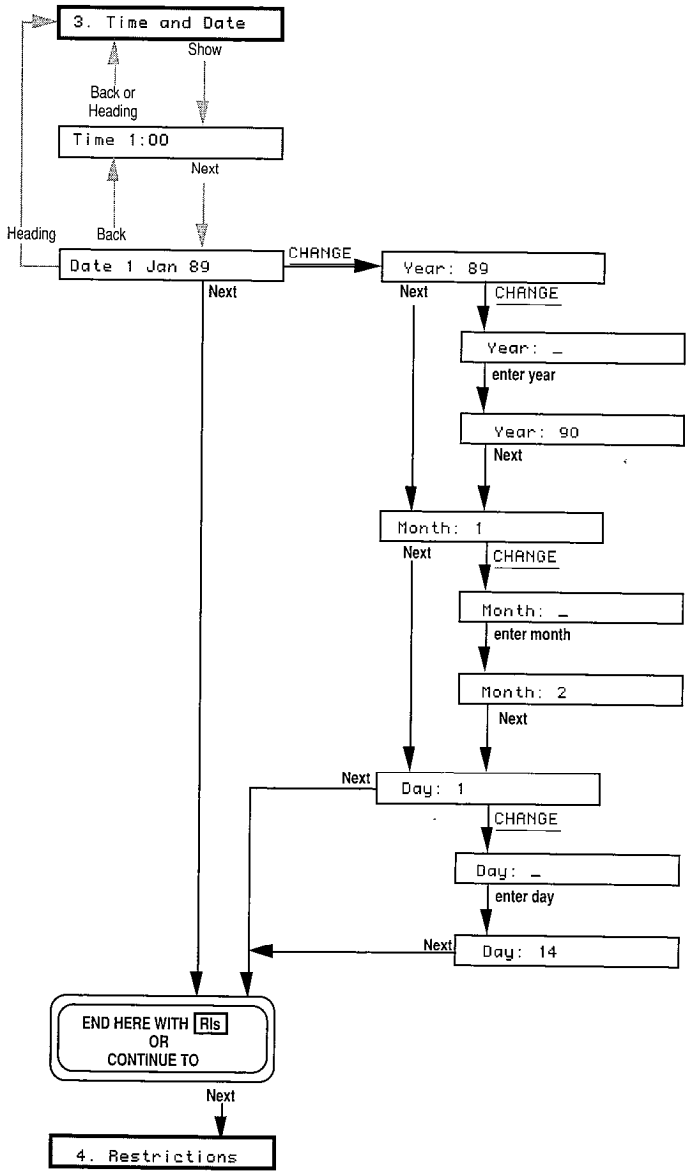 3. Time and Date
Show
Back or
Heading
Time 1:00
Next
Heading
Back
Date 1 Jan 89
CHANGE
Year: 89
Next
Next
CHANGE
Year: _
enter year
Year: 90
Next
Month: 1
Next
CHANGE
Month: _
enter month
Month: 2
Next
Next
Day: 1
CHANGE
Day: _
enter day
Next
Day: 14
END HERE WITH Rls
OR
CONTINUE TO
Next
4. Restrictions